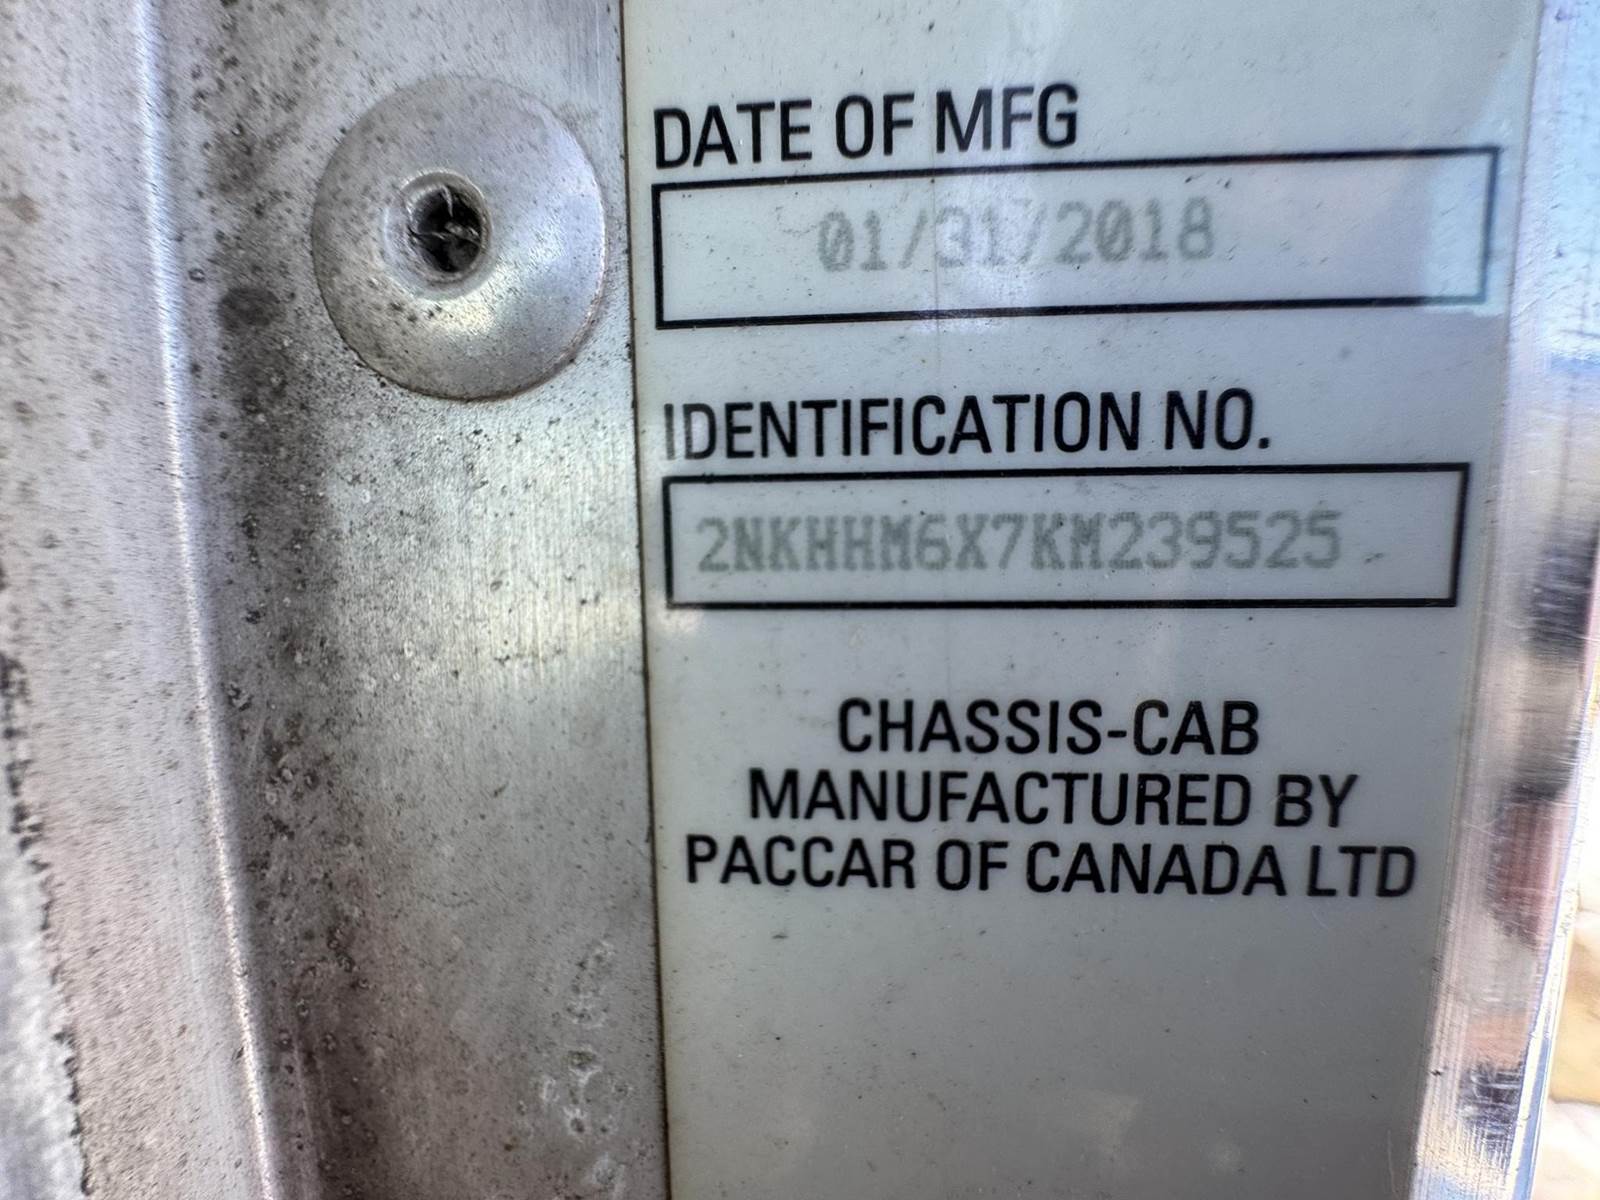 DATE OF MFG
01/31/2018
IDENTIFICATION NO.
2NKHHM6X7KM239525
CHASSIS-CAB
MANUFACTURED BY
PACCAR OF CANADA LTD